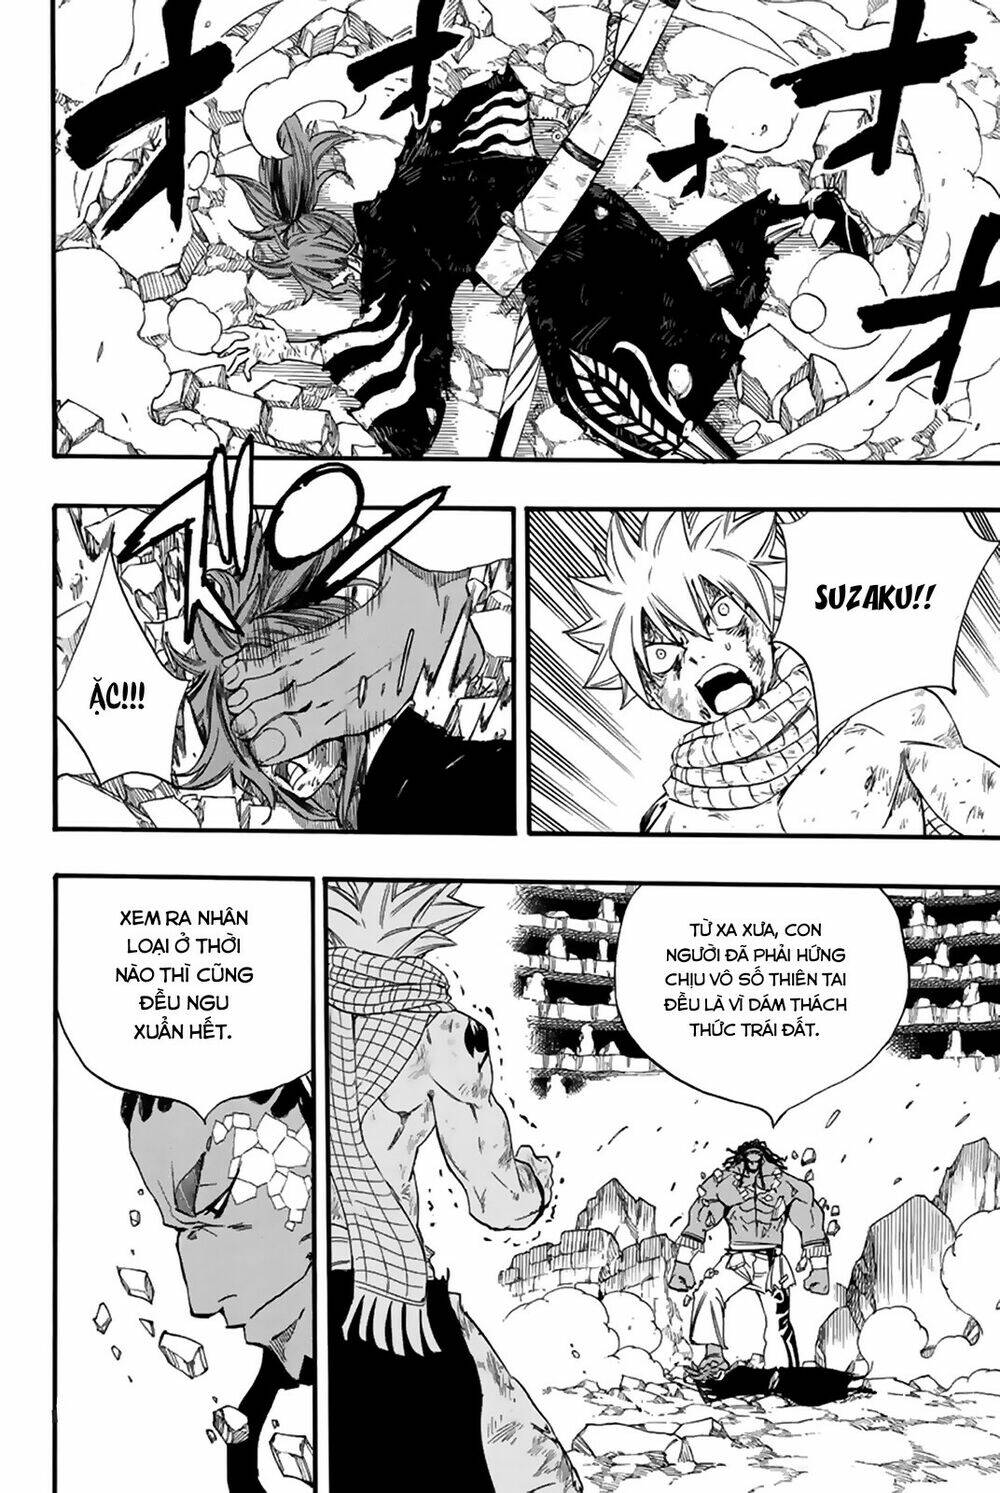 SUZAKU!!
ẶC!!!
TỪ XA XƯA, CON
NGƯỜI ĐÃ PHẢI HỨNG
CHỊU VÔ SỐ THIÊN TAI
ĐỀU LÀ VÌ DÁM THÁCH
THỨC TRÁI ĐẤT.
XEM RA NHÂN
LOẠI Ở THỜI
NÀO THÌ CŨNG
ĐỀU NGU
XUẨN HẾT.